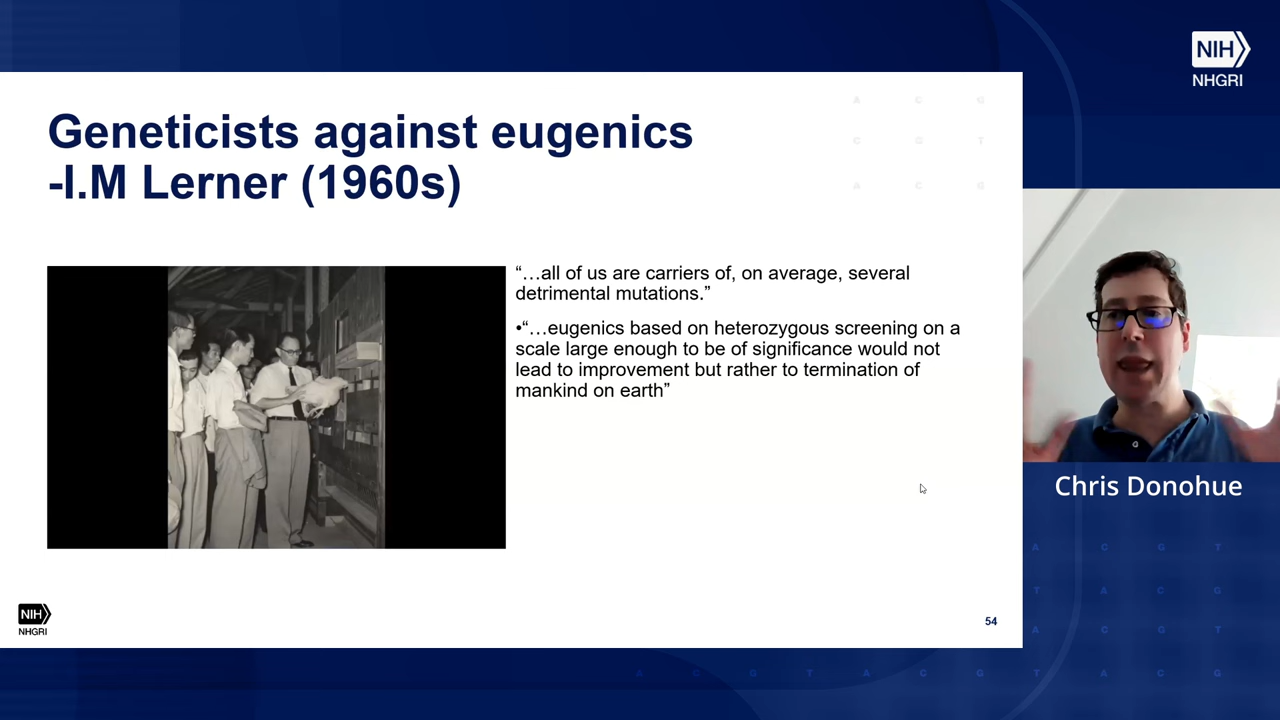 NIH
NHGRI
A C G
Geneticists against eugenics
C G T
-I.M Lerner (1960s)
A C G
“…all of us are carriers of, on average, several
detrimental mutations.”
•“…eugenics based on heterozygous screening on a
scale large enough to be of significance would not
lead to improvement but rather to termination of
mankind on earth”
Chris Donohue
A C G T
T A C G
NIH
NHGRI
54
A C G T
A C G T A C G T A C